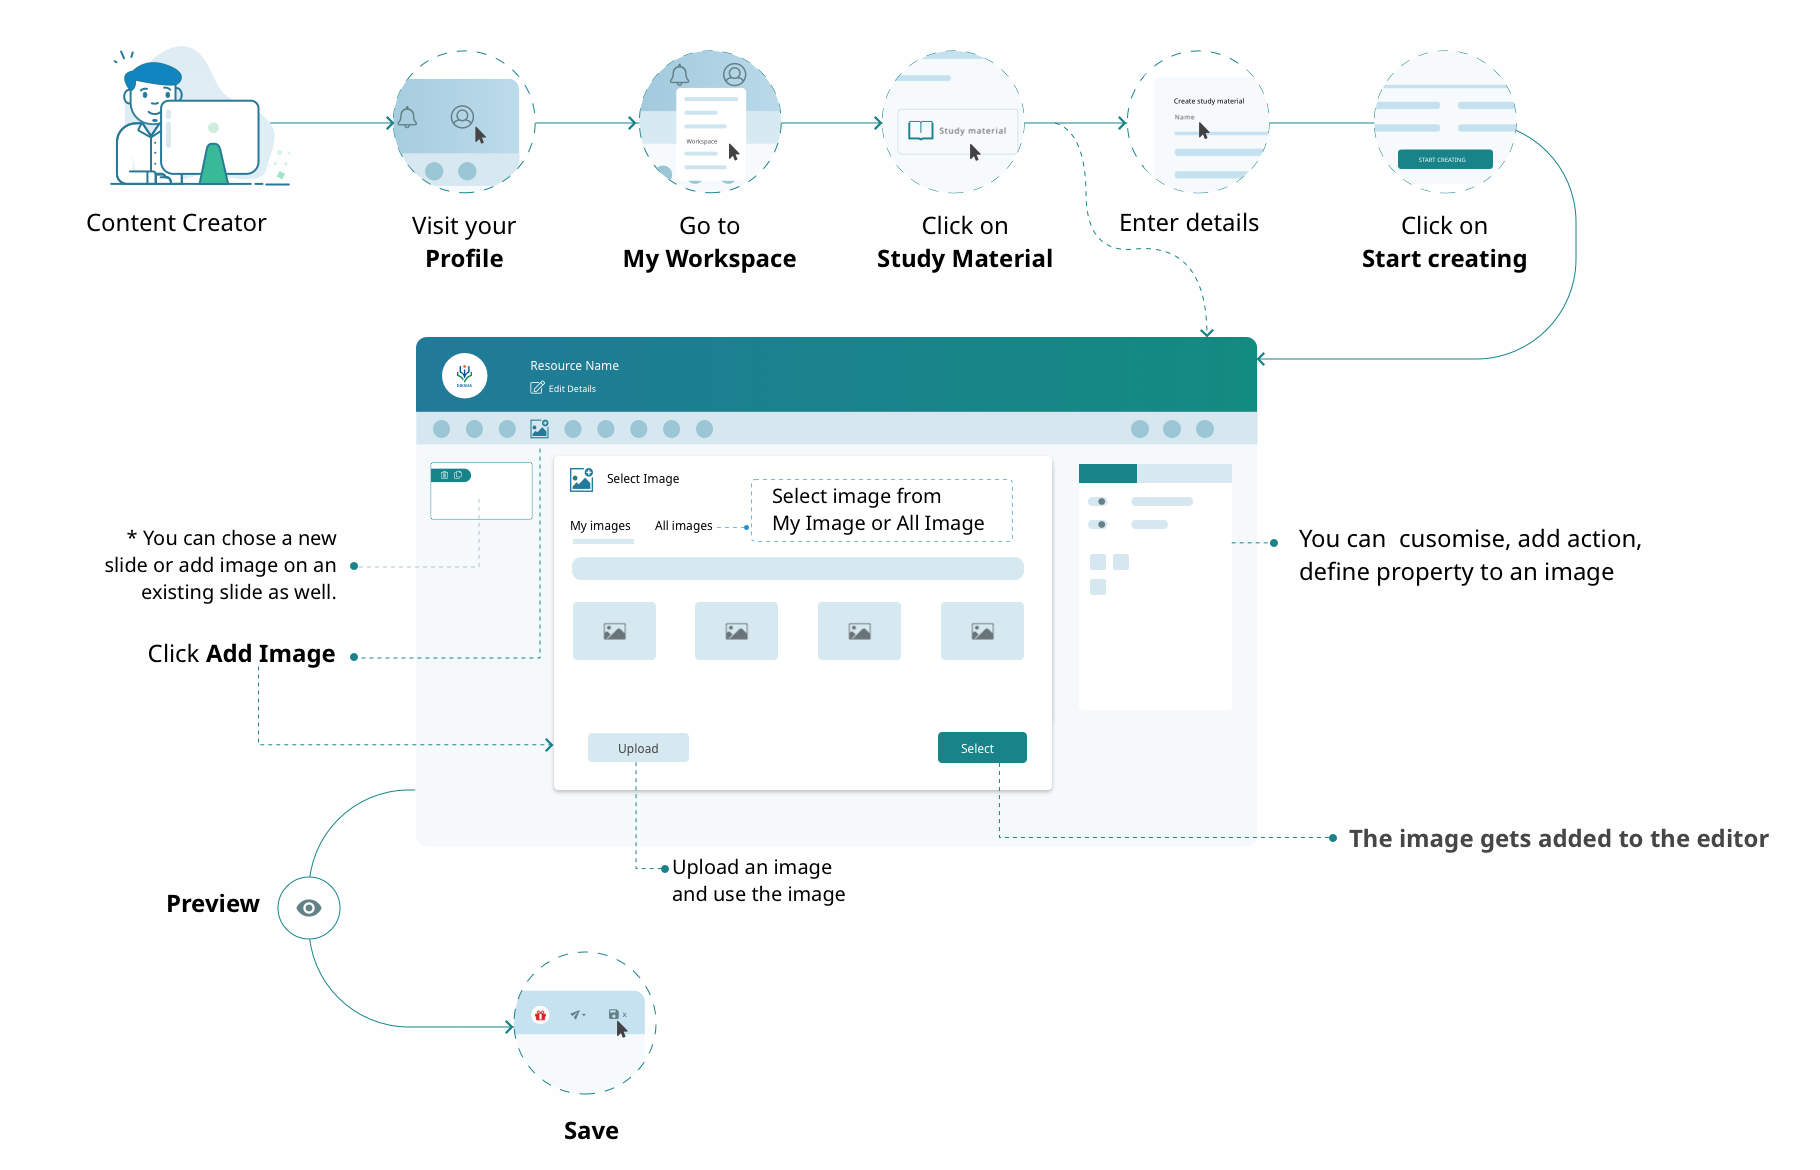 Content Creator
Visit your
Profile
Workspace
Go to
My Workspace
Study material
Click on
Study Material
Create study material
Name
Enter details
START CREATING
Click on
Start creating
DIKSHA
Resource Name
Edit Details
Select Image
My images
All images
Select image from
My Image or All Image
* You can chose a new
slide or add image on an
existing slide as well.
Click Add Image
You can  cusomise, add action,
define property to an image
Upload
Select
The image gets added to the editor
Upload an image
and use the image
Preview
x
Save